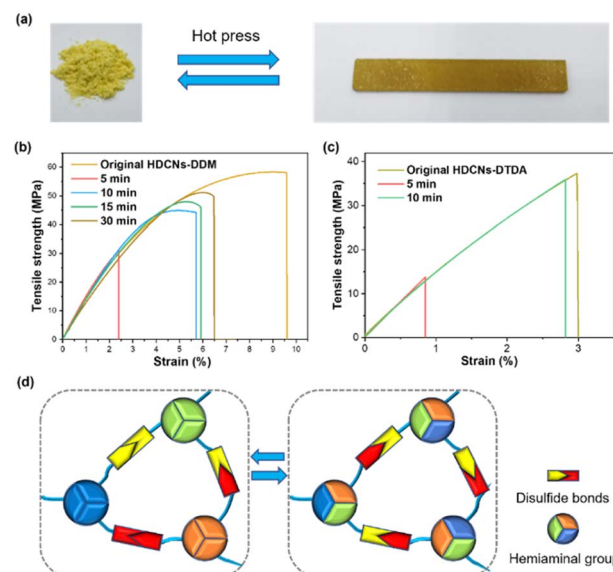 (a)
Hot press
(b)
Tensile strength (MPa)
70
60
50
40
30
20
10
0
Original HDCNs-DDM
5 min
10 min
15 min
30 min
0 1 2 3 4 5 6 7 8 9 10
Strain (%)
(c)
Tensile strength (MPa)
40
30
20
10
0
Original HDCNs-DTDA
5 min
10 min
0 1 2 3
Strain (%)
(d)
Disulfide bonds
Hemiaminal group